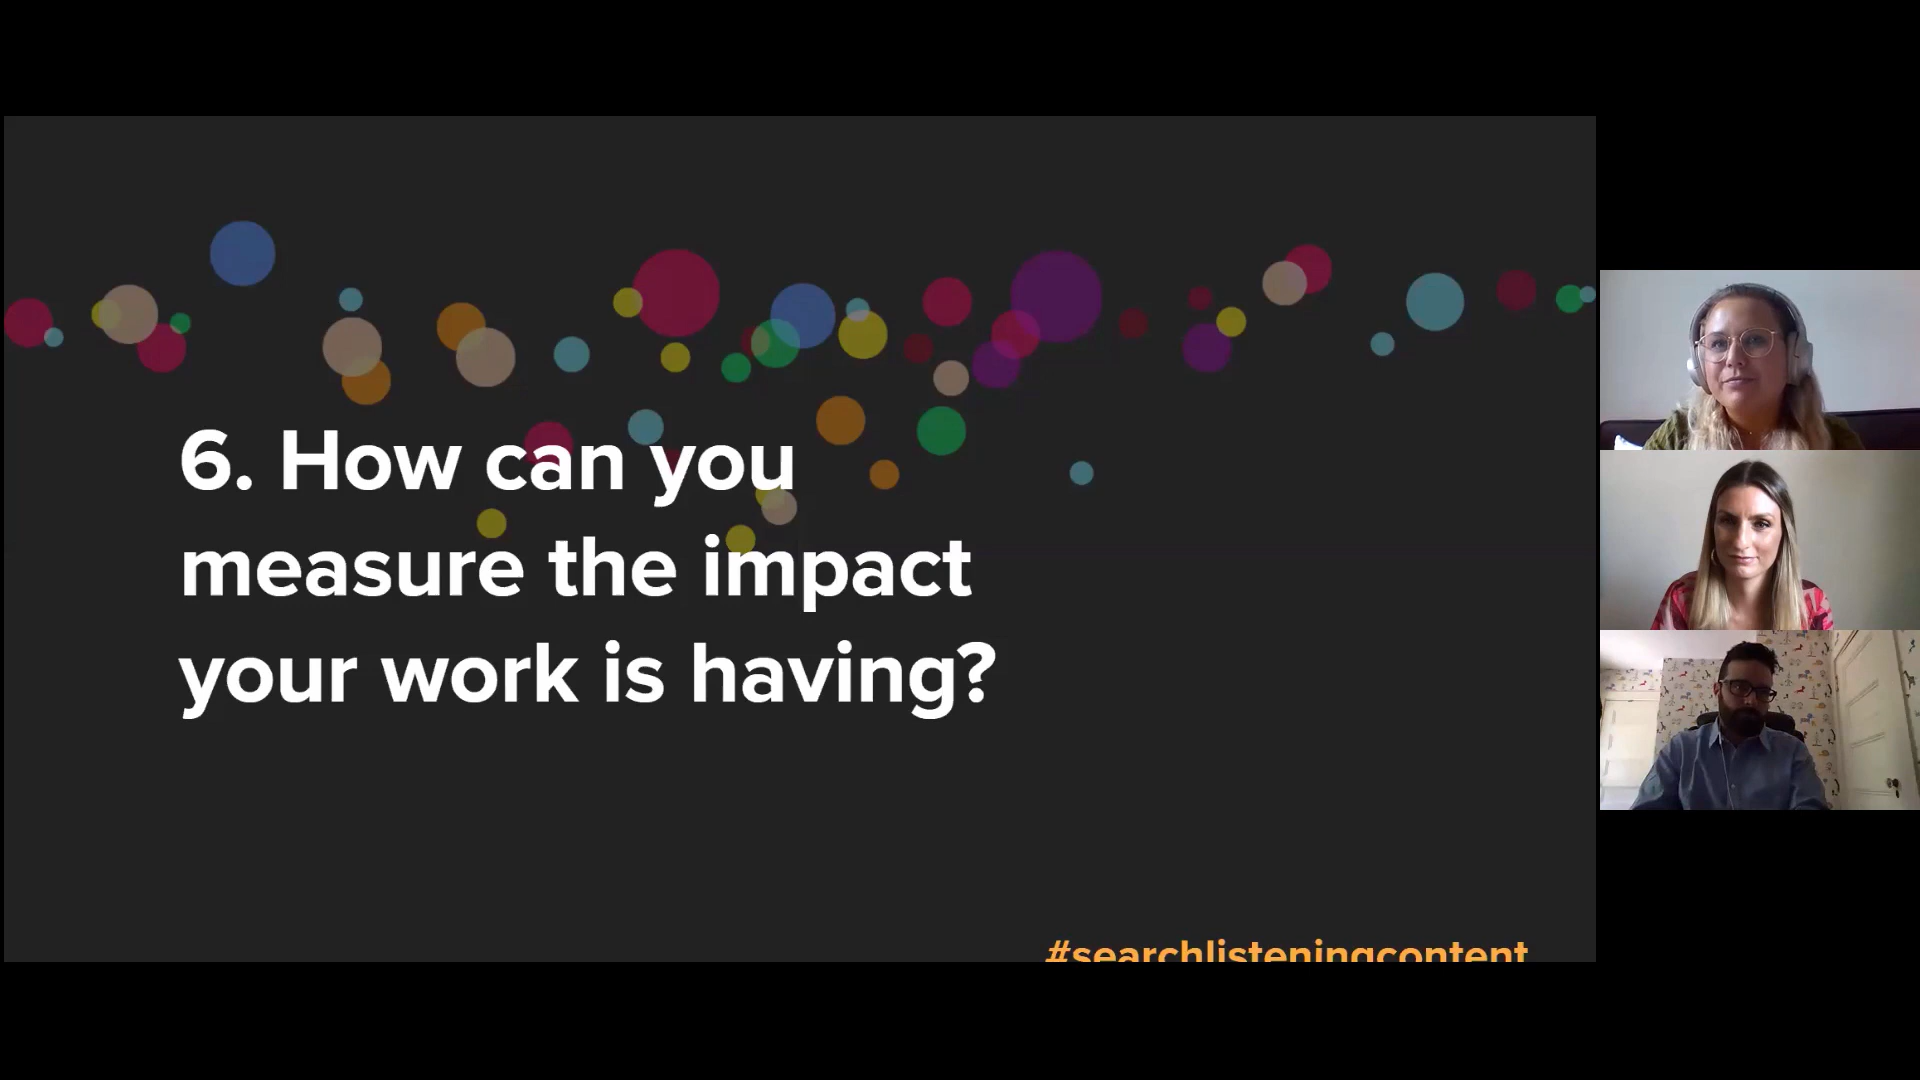 6. How can you
measure the impact
your work is having?
#searchlisteningcontent